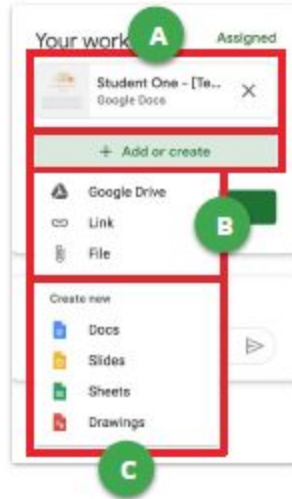 Your work
A
Assigned
Student One - [Te...
Google Docs
+ Add or create
Google Drive
Link
File
B
Create new
Docs
Slides
Sheets
Drawings
C